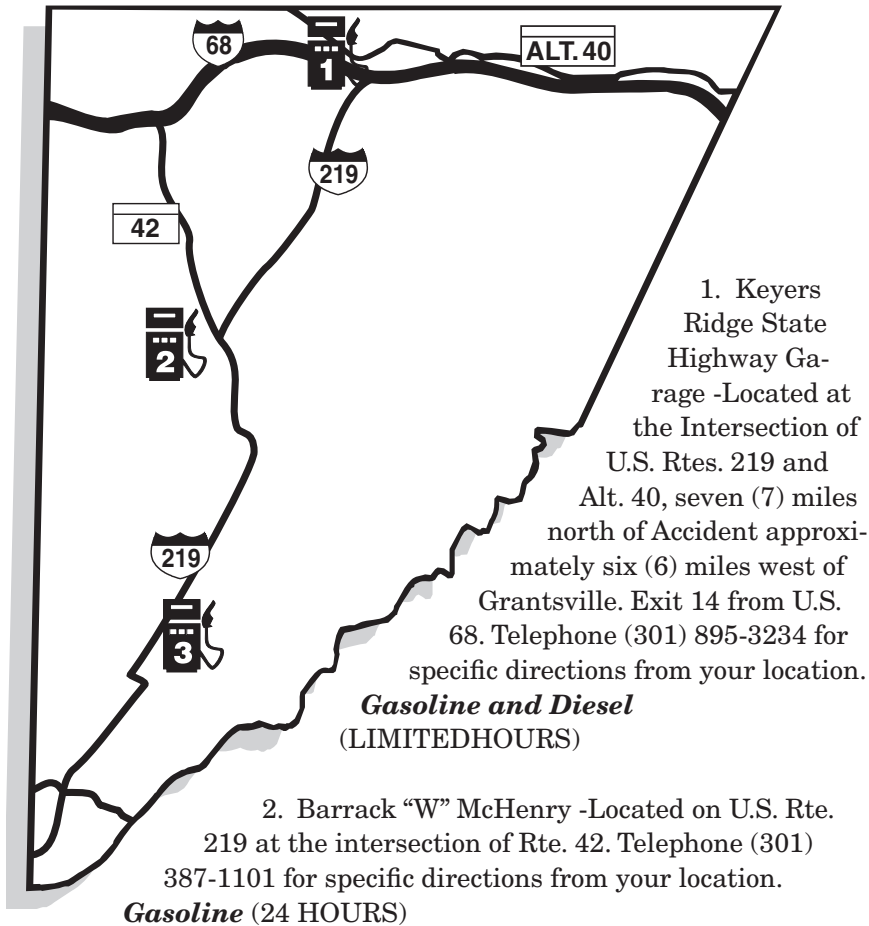 68
1
ALT. 40
219
42
2
219
3
1. Keyers
Ridge State
Highway Ga-
rage -Located at
the Intersection of
U.S. Rtes. 219 and
Alt. 40, seven (7) miles
north of Accident approxi-
mately six (6) miles west of
Grantsville. Exit 14 from U.S.
68. Telephone (301) 895-3234 for
specific directions from your location.
Gasoline and Diesel
(LIMITEDHOURS)
2. Barrack “W” McHenry -Located on U.S. Rte.
219 at the intersection of Rte. 42. Telephone (301)
387-1101 for specific directions from your location.
Gasoline (24 HOURS)